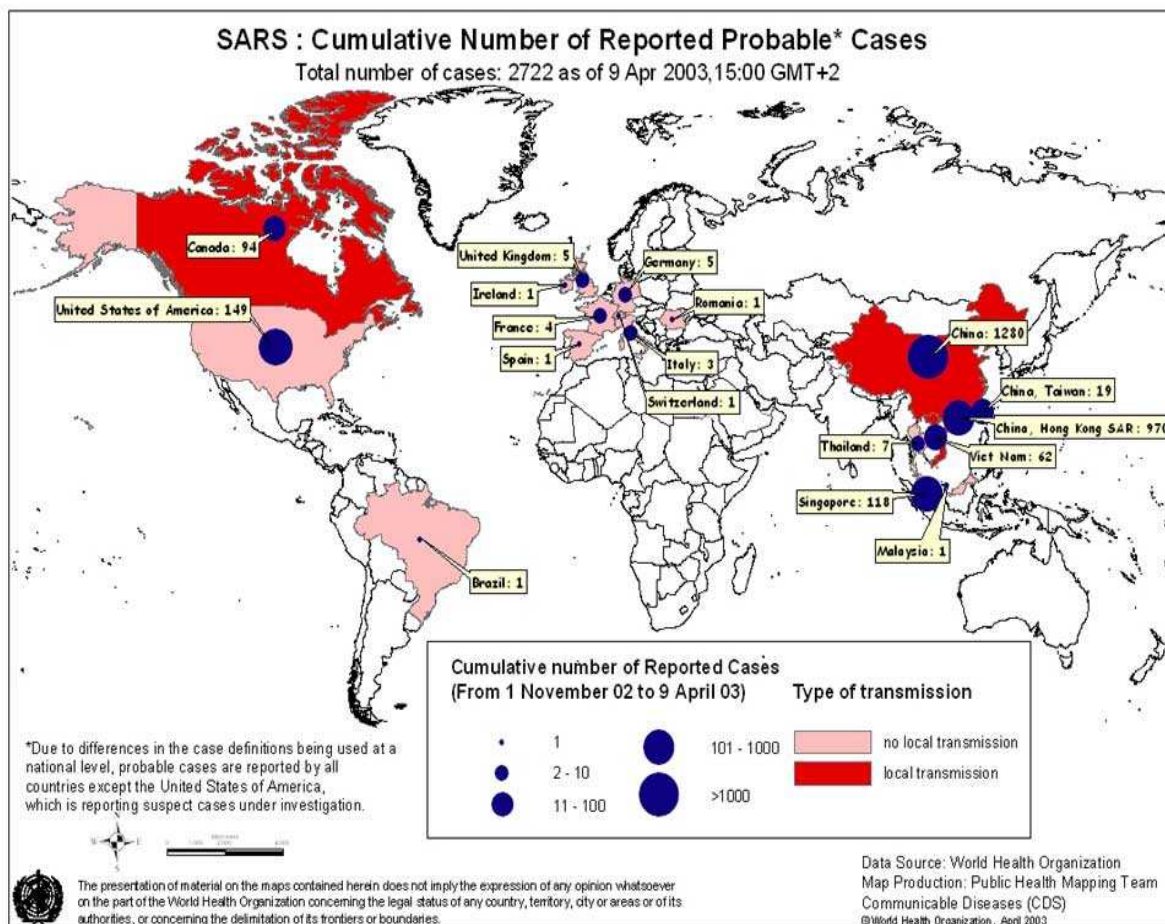 SARS : Cumulative Number of Reported Probable* Cases
Total number of cases: 2722 as of 9 Apr 2003,15:00 GMT+2
Canada: 94
United States of America: 149
United Kingdom: 5
Germany: 5
Ireland: 1
Romania: 1
France: 4
Spain: 1
Italy: 3
Switzerland: 1
China: 1280
China, Taiwan: 19
China, Hong Kong SAR: 970
Thailand: 7
Viet Nam: 62
Singapore: 118
Malaysia: 1
Brazil: 1
Cumulative number of Reported Cases
(From 1 November 02 to 9 April 03)
1
2 - 10
11 - 100
101 - 1000
>1000
Type of transmission
no local transmission
local transmission
*Due to differences in the case definitions being used at a
national level, probable cases are reported by all
countries except the United States of America,
which is reporting suspect cases under investigation.
W E
S
0
The presentation of material on the maps contained herein does not imply the expression of any opinion whatsoever
on the part of the World Health Organization concerning the legal status of any country, territory, city or areas or of its
authorities, or concerning the delimitation of its frontiers or boundaries.
Data Source: World Health Organization
Map Production: Public Health Mapping Team
Communicable Diseases (CDS)
©World Health Organization, April 2003